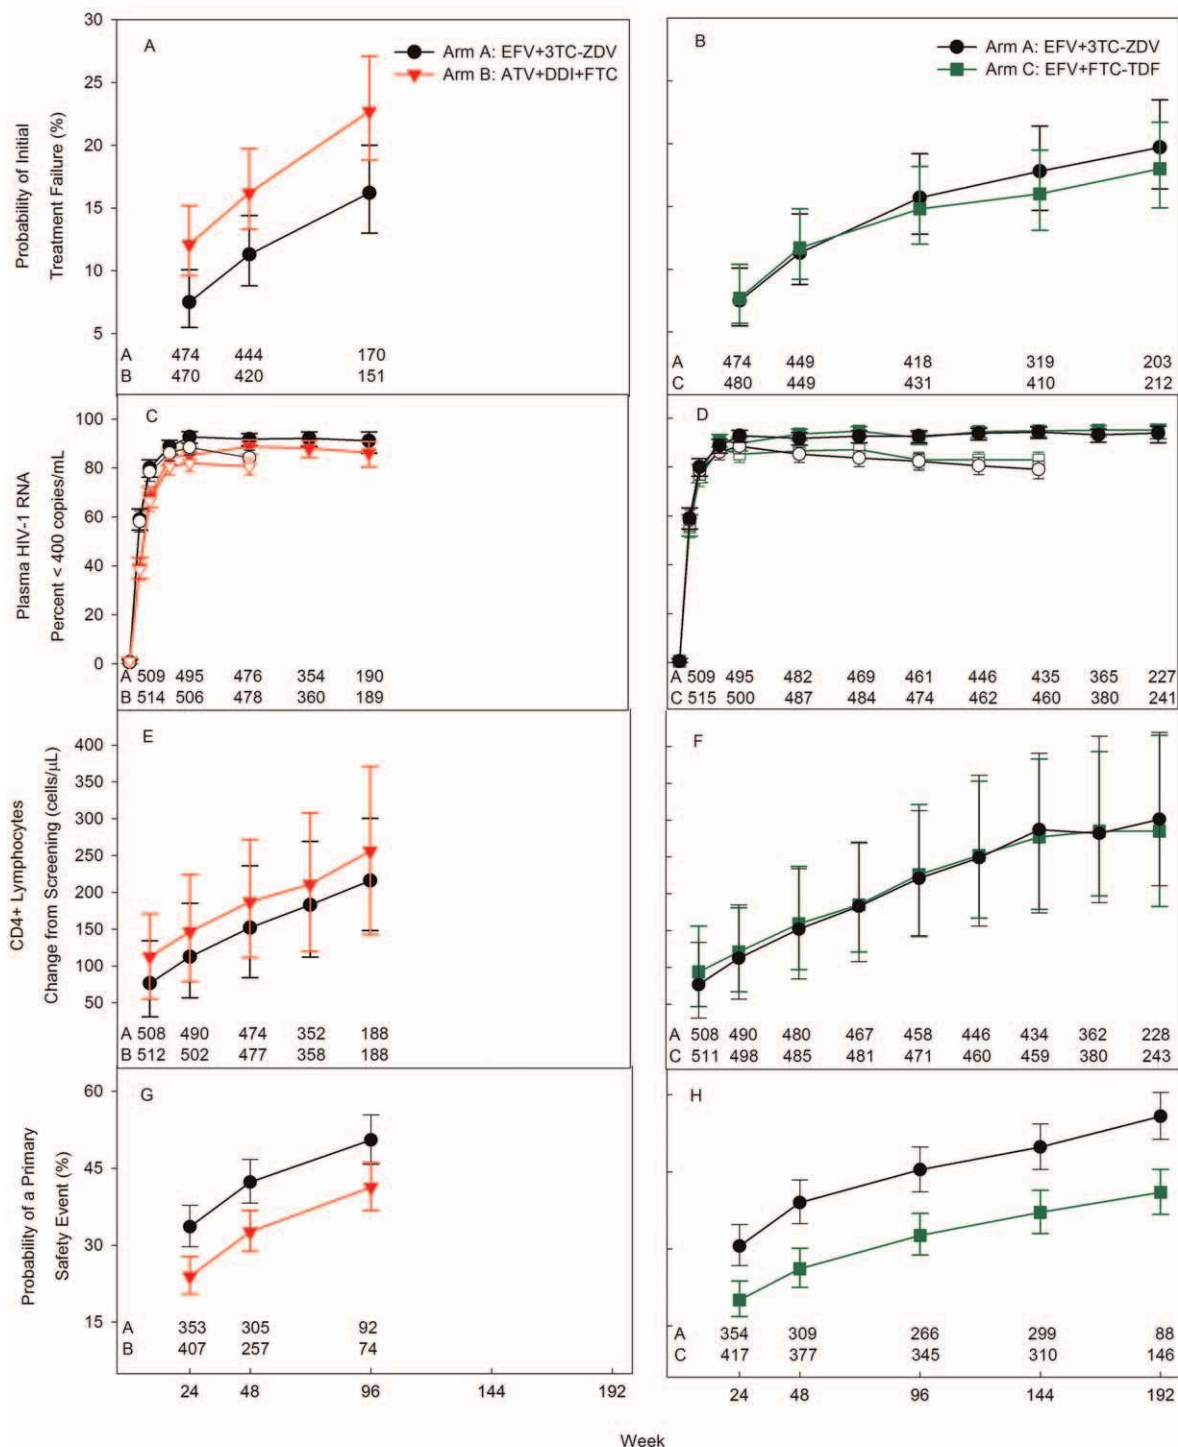 A
Arm A: EFV+3TC-ZDV
Arm B: ATV+DDI+FTC
Probability of Initial
Treatment Failure (%)
30
25
20
15
10
5
A 474 444 170
B 470 420 151
B
Arm A: EFV+3TC-ZDV
Arm C: EFV+FTC-TDF
A 474 449 418 319 203
C 480 449 431 410 212
C
Plasma HIV-1 RNA
Percent < 400 copies/mL
100
80
60
40
20
0
A 509 495 476 354 190
B 514 506 478 360 189
D
A 509 495 482 469 461 446 435 365 227
C 515 500 487 484 474 462 460 380 241
E
CD4+ Lymphocytes
Change from Screening (cells/μL)
400
350
300
250
200
150
100
50
A 508 490 474 352 188
B 512 502 477 358 188
F
A 508 490 480 467 458 446 434 362 228
C 511 498 485 481 471 460 459 380 243
G
Probability of a Primary
Safety Event (%)
60
45
30
15
A 353 305 92
B 407 257 74
H
A 354 309 266 299 88
C 417 377 345 310 146
24 48 96 144 192
24 48 96 144 192
Week